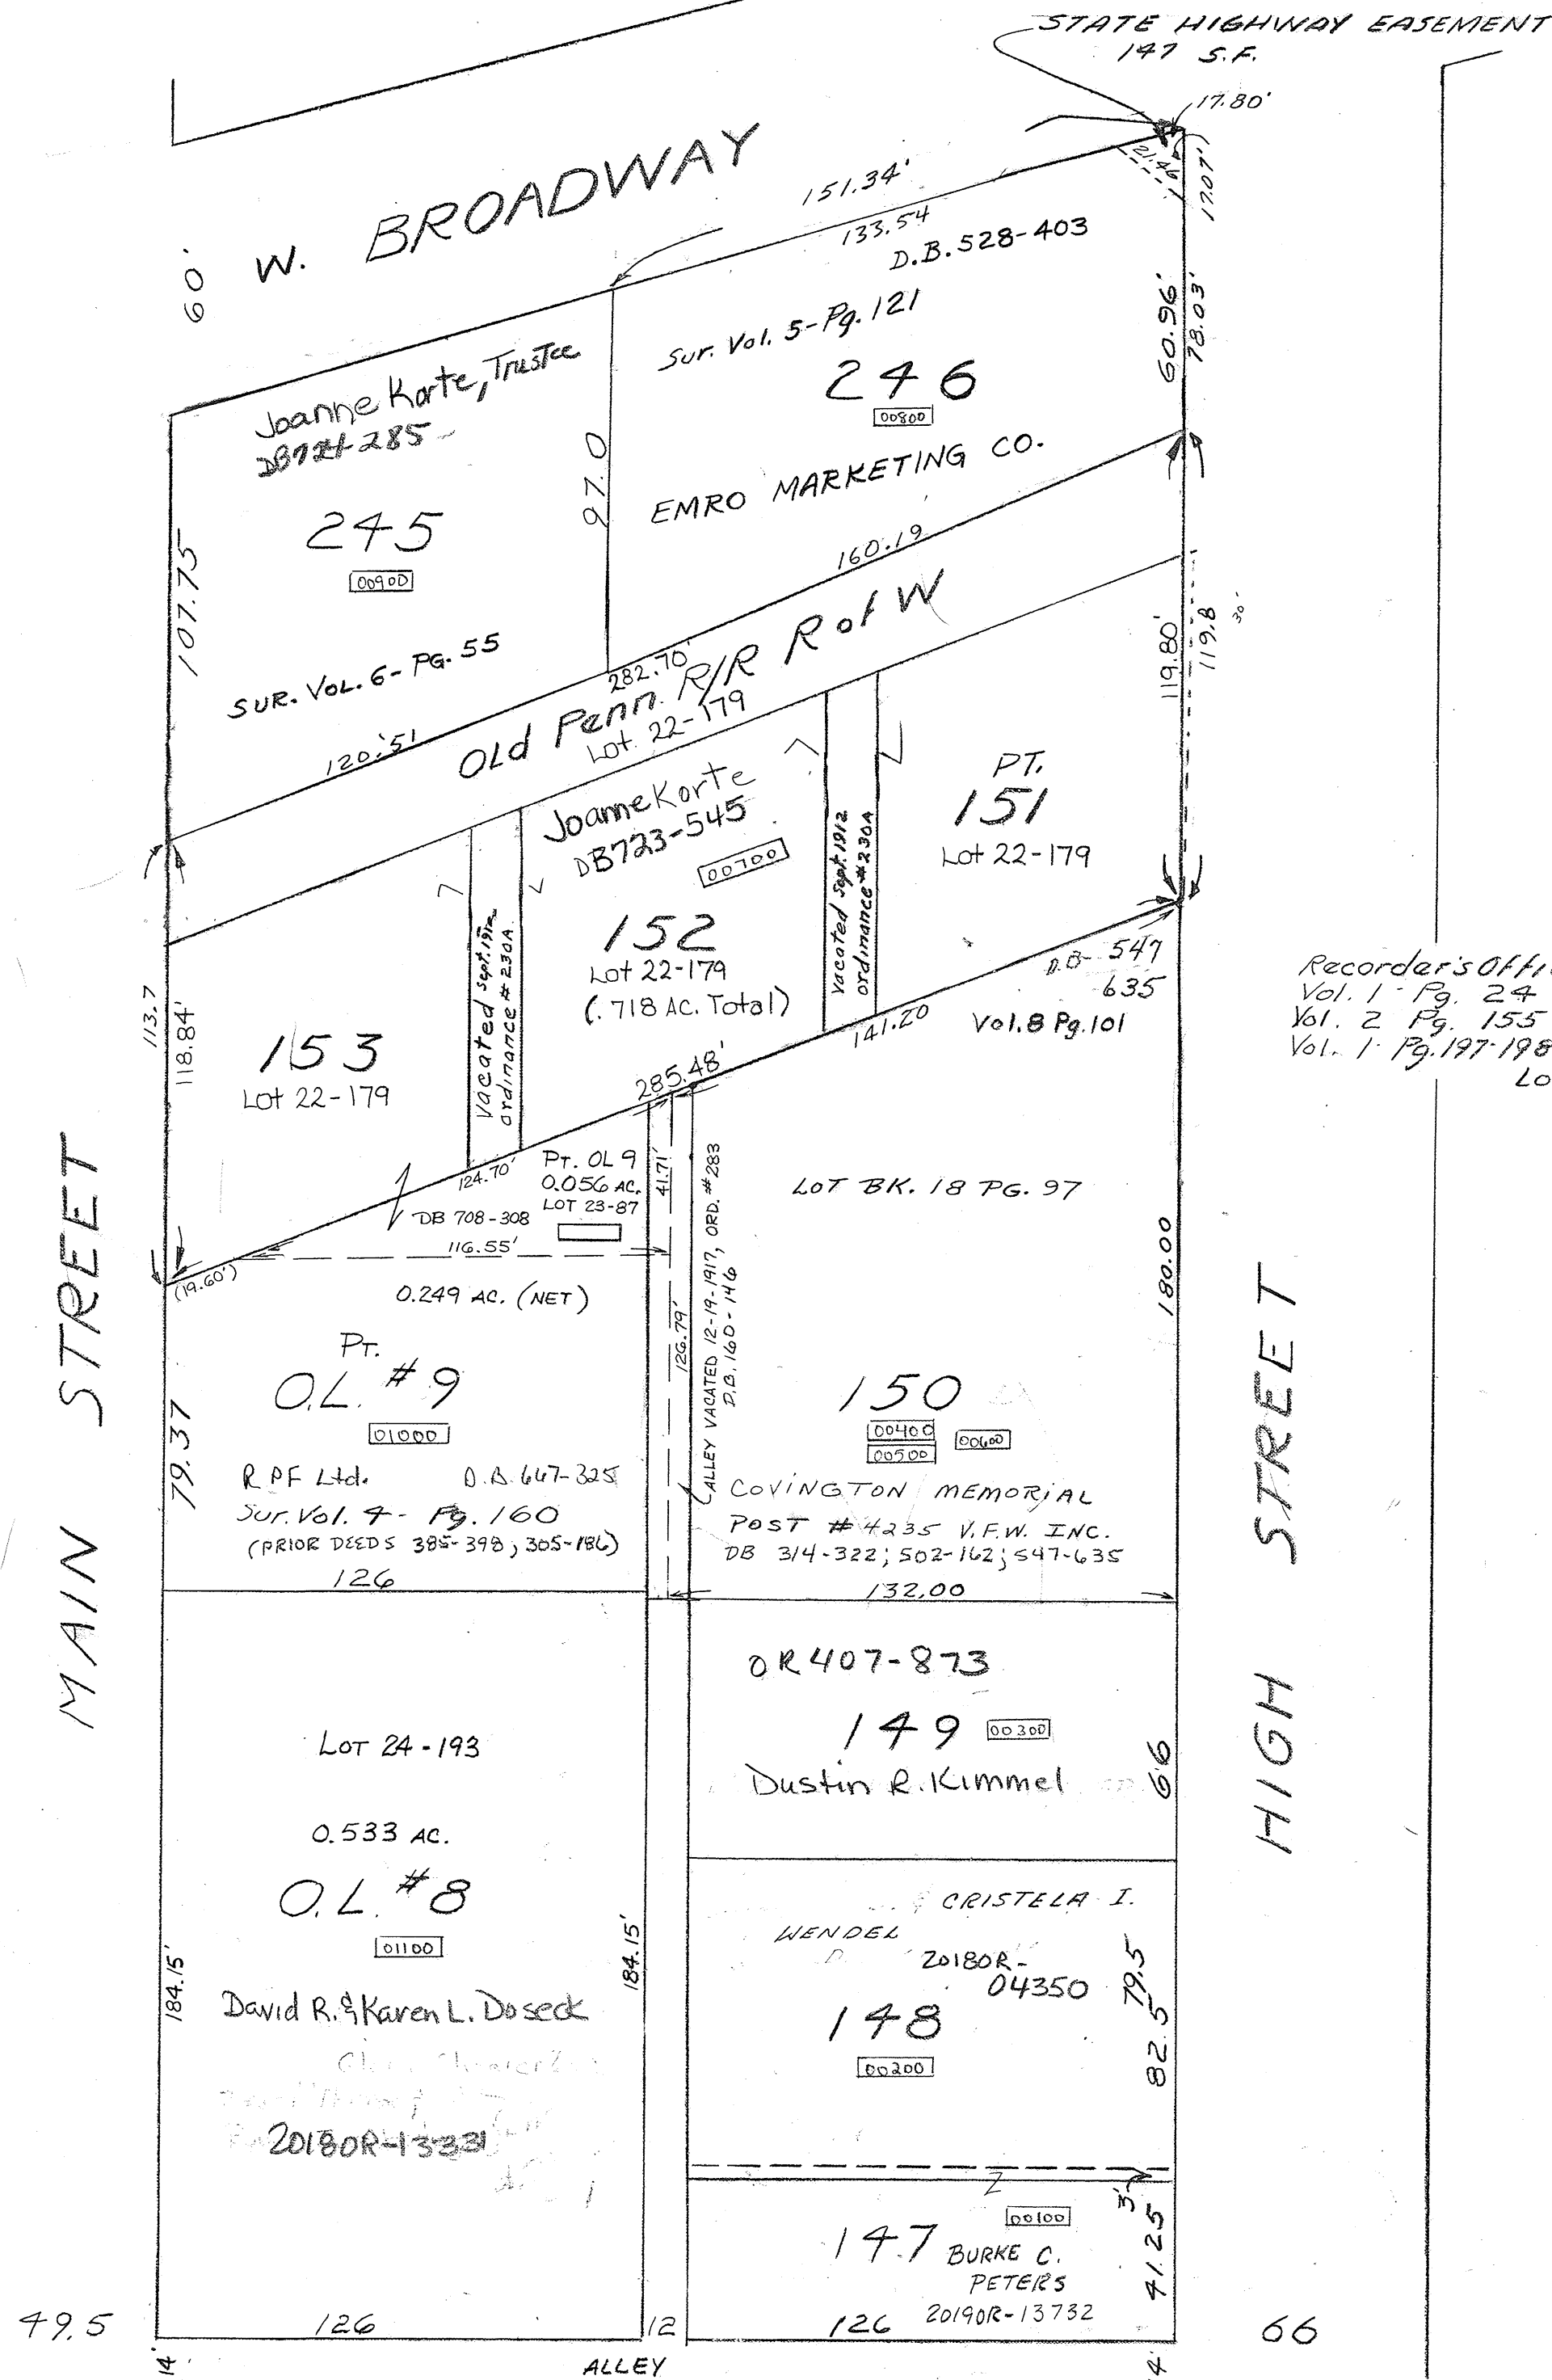 STATE HIGHWAY EASEMENT
147 S.F.
17.80'
21.46
17.07'
60'
W. BROADWAY
151.34'
133.54
D.B. 528-403
Sur. Vol. 5-Pg. 121
246
00800
EMRO MARKETING CO.
60.96'
78.03'
Joanne Korte, Trustee
285
245
00900
97.0
107.75
SUR. VOL. 6- PG. 55
160.19
120.51
282.70'
Old Penn. R/R R of W
Lot. 22-179
119.80'
119.8
30'
Joanne Korte
DB723-545
00700
152
Lot 22-179
(.718 AC. Total)
PT.
151
Lot 22-179
vacated sept. 1912
ordinance #230A
vacated sept. 1912
ordinance #230A
113.7
118.84'
153
Lot 22-179
D.B- 547
635
Vol. 8 Pg. 101
141.20
285.48'
124.70'
Recorder's Offi
Vol. 1 Pg. 24
Vol. 2 Pg. 155
Vol. 1 Pg. 197-198
Lo
Pt. OL 9
0.056 AC.
LOT 23-87
DB 708-308
116.55'
41.71'
(19.60')
0.249 AC. (NET)
Pt.
O.L. #9
01000
79.37
R P F Ltd. D.B. 647-325
Sur. Vol. 4- Pg. 160
(PRIOR DEEDS 385-398; 305-186)
126
126.79'
ALLEY VACATED 12-19-1917, ORD. #283
D.B. 160-146
LOT BK. 18 PG. 97
180.00
150
00400
00500
00600
COVINGTON MEMORIAL
POST #4235 V.F.W. INC.
DB 314-322; 502-162; 547-635
132.00
MAIN STREET
HIGH STREET
OR 407-873
149
00300
Dustin R. Kimmel
66
LOT 24-193
0.533 AC.
O.L. #8
01100
184.15'
184.15'
David R. & Karen L. Doseck
20180R-13331
CRISTELA I.
WENDEL
20180R-
04350
148
00200
79.5
82.5
3'
147
00100
BURKE C.
PETERS
20190R-13732
41.25
49.5
126
12
126
66
14'
ALLEY
4'